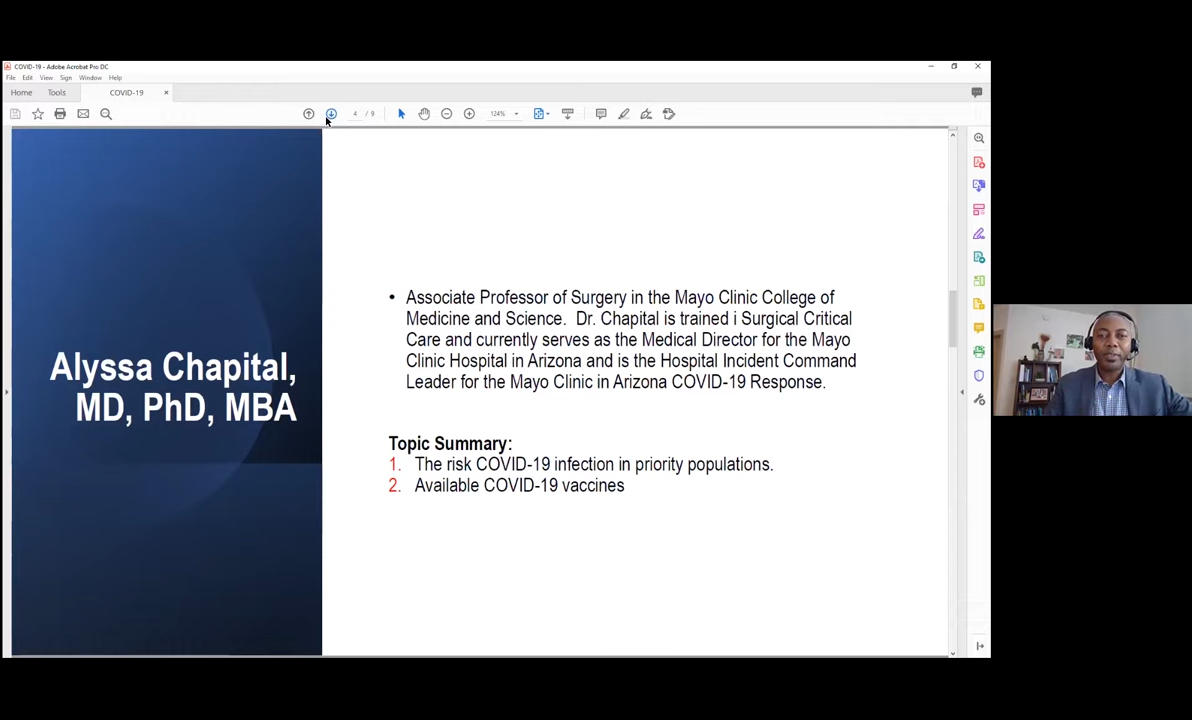 COVID-19 - Adobe Acrobat Pro DC
File Edit View Sign Window Help
Home Tools COVID-19
4 / 9 124%
Alyssa Chapital,
MD, PhD, MBA
• Associate Professor of Surgery in the Mayo Clinic College of
Medicine and Science. Dr. Chapital is trained i Surgical Critical
Care and currently serves as the Medical Director for the Mayo
Clinic Hospital in Arizona and is the Hospital Incident Command
Leader for the Mayo Clinic in Arizona COVID-19 Response.
Topic Summary:
1. The risk COVID-19 infection in priority populations.
2. Available COVID-19 vaccines